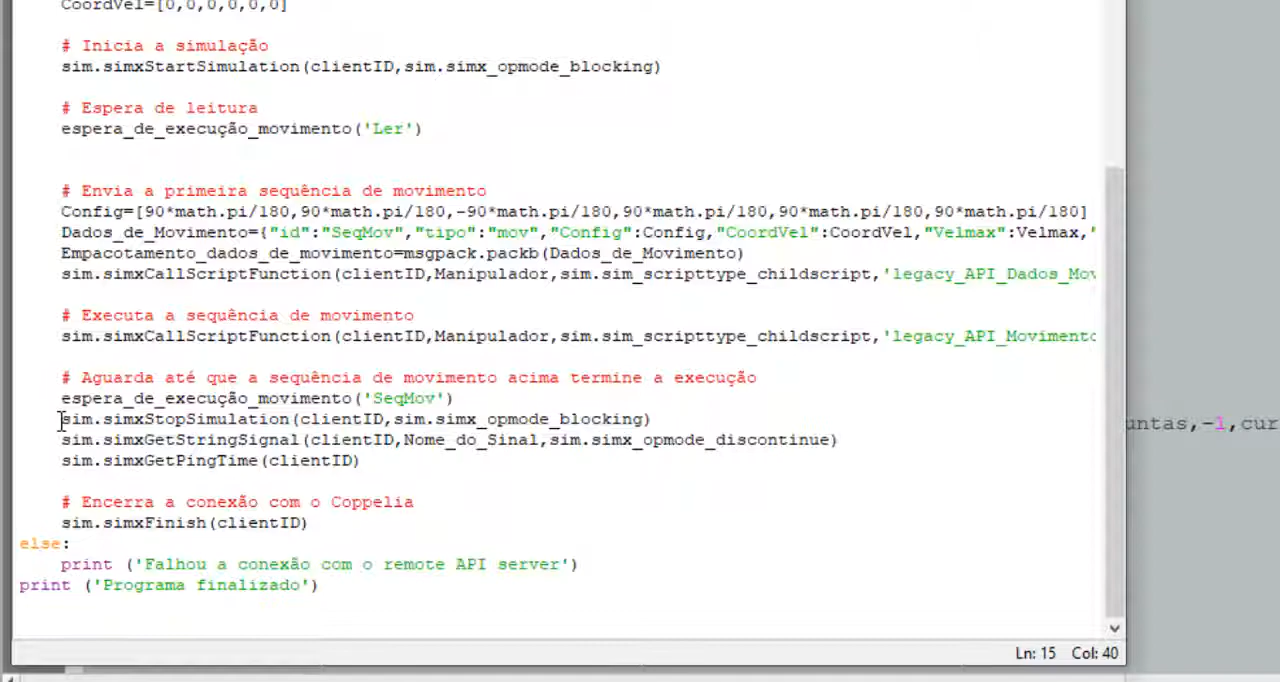 CoordVel=[0,0,0,0,0,0]
# Inicia a simulação
sim.simxStartSimulation(clientID,sim.simx_opmode_blocking)
# Espera de leitura
espera_de_execução_movimento('Ler')
# Envia a primeira sequência de movimento
Config=[90*math.pi/180,90*math.pi/180,-90*math.pi/180,90*math.pi/180,90*math.pi/180,90*math.pi/180]
Dados_de_Movimento={"id":"SeqMov","tipo":"mov","Config":Config,"CoordVel":CoordVel,"Velmax":Velmax,"
Empacotamento_dados_de_movimento=msgpack.packb(Dados_de_Movimento)
sim.simxCallScriptFunction(clientID,Manipulador,sim.sim_scripttype_childscript,'legacy_API_Dados_Mov
# Executa a sequência de movimento
sim.simxCallScriptFunction(clientID,Manipulador,sim.sim_scripttype_childscript,'legacy_API_Movimento
# Aguarda até que a sequência de movimento acima termine a execução
espera_de_execução_movimento('SeqMov')
sim.simxStopSimulation(clientID,sim.simx_opmode_blocking)
untas,-1,cur
sim.simxGetStringSignal(clientID,Nome_do_Sinal,sim.simx_opmode_discontinue)
sim.simxGetPingTime(clientID)
# Encerra a conexão com o Coppelia
sim.simxFinish(clientID)
else:
print ('Falhou a conexão com o remote API server')
print ('Programa finalizado')
Ln: 15 Col: 40